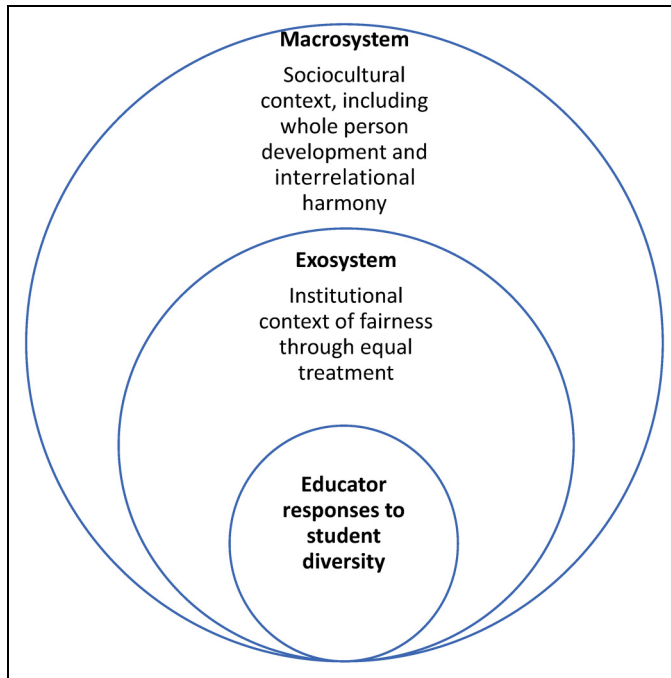 Macrosystem
Sociocultural
context, including
whole person
development and
interrelational
harmony
Exosystem
Institutional
context of fairness
through equal
treatment
Educator
responses to
student
diversity